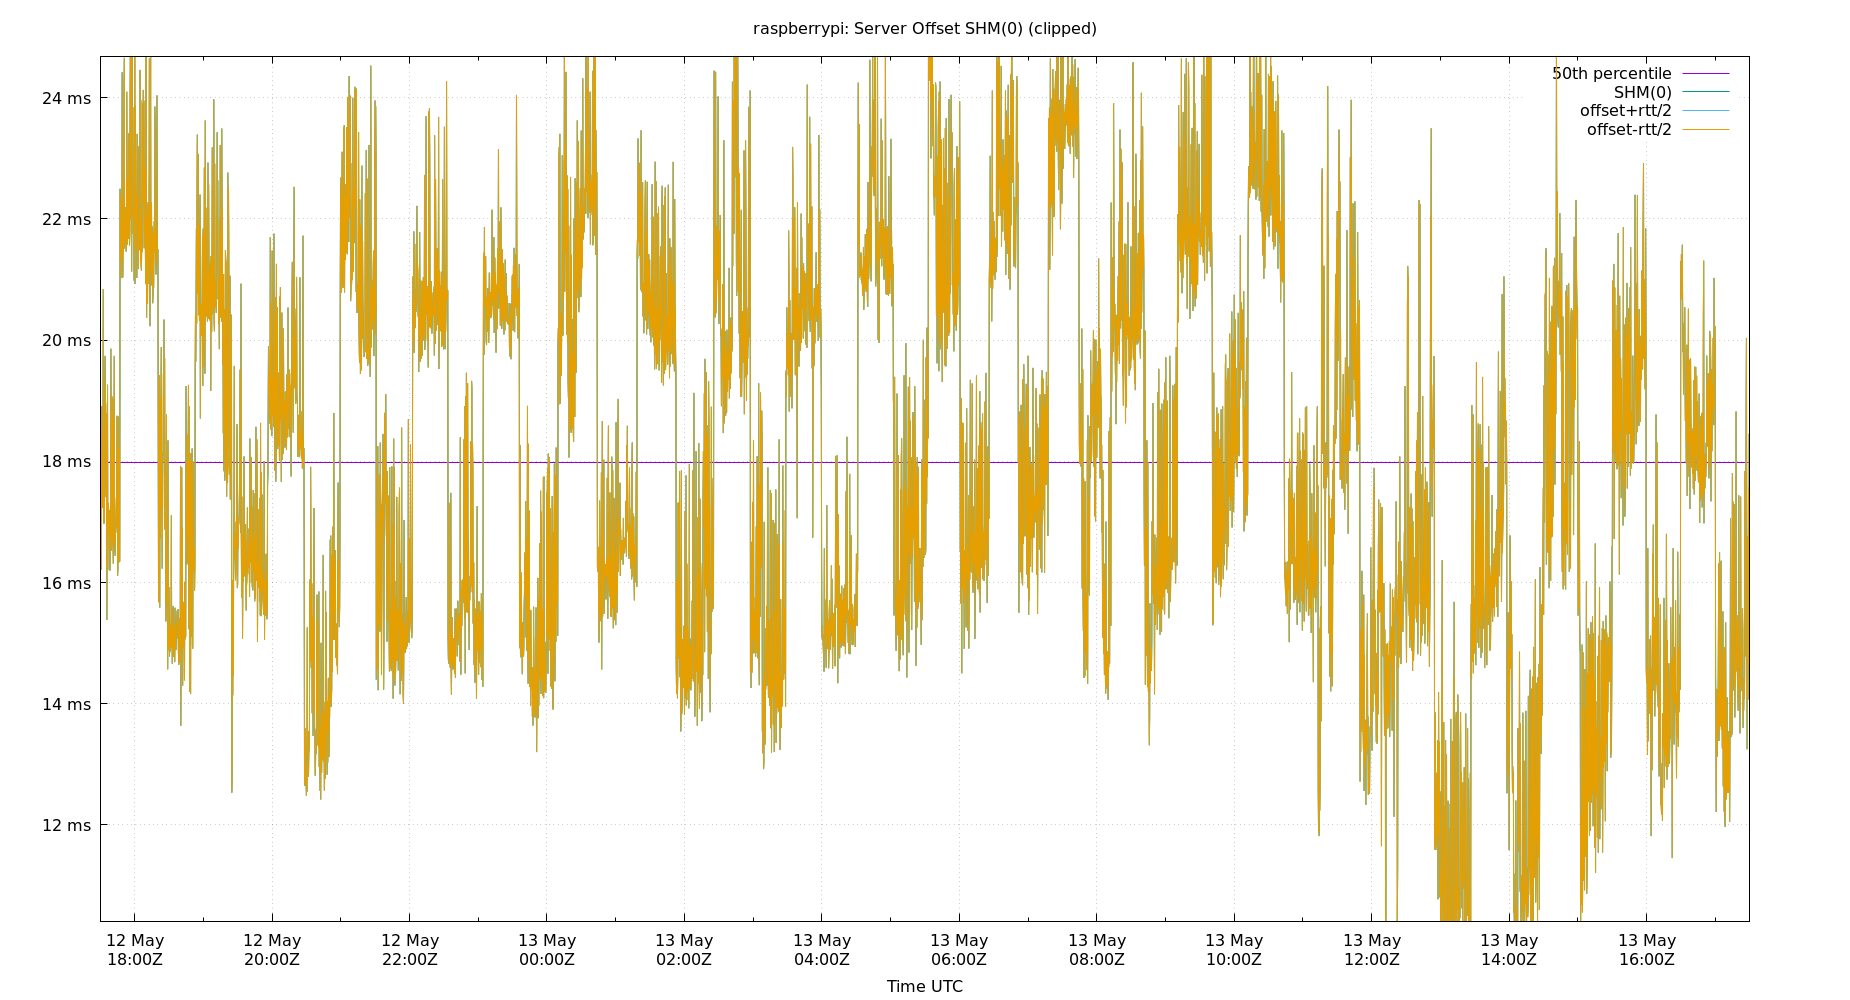 raspberrypi: Server Offset SHM(0) (clipped)
50th percentile
SHM(0)
offset+rtt/2
offset-rtt/2
24 ms
22 ms
20 ms
18 ms
16 ms
14 ms
12 ms
12 May 12 May 12 May 13 May 13 May 13 May 13 May 13 May 13 May 13 May 13 May 13 May
18:00Z 20:00Z 22:00Z 00:00Z 02:00Z 04:00Z 06:00Z 08:00Z 10:00Z 12:00Z 14:00Z 16:00Z
Time UTC